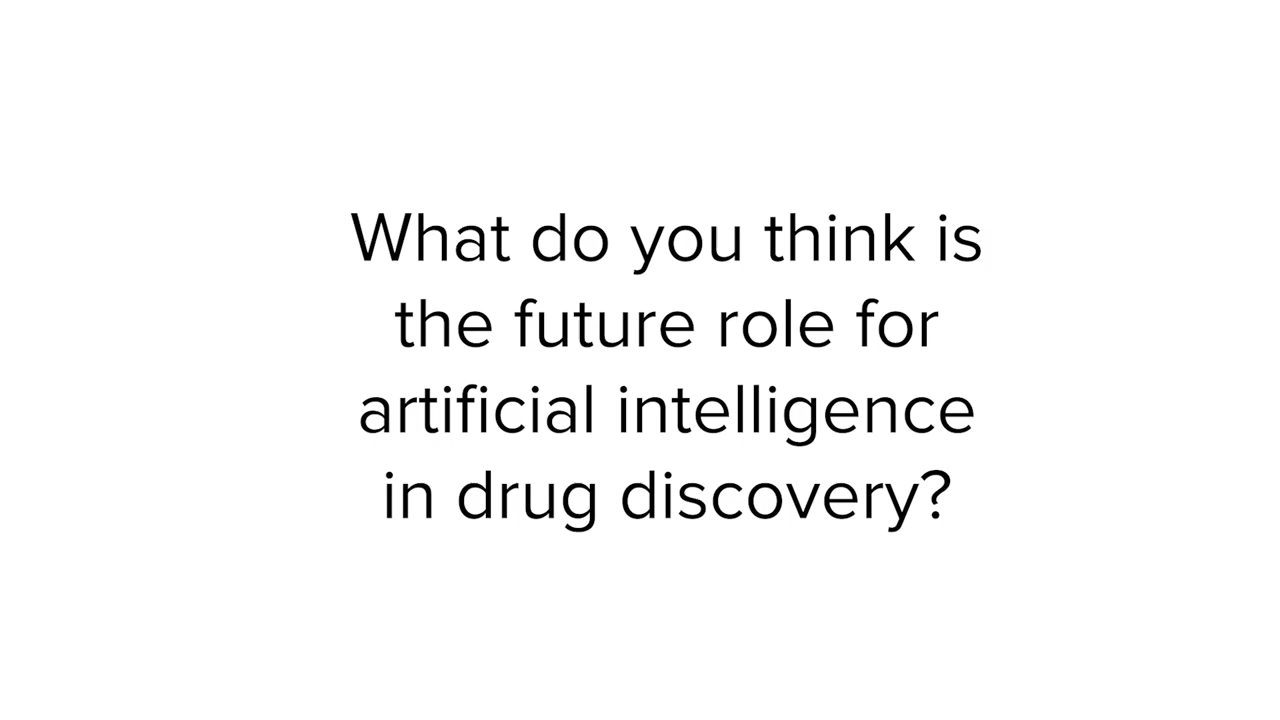 What do you think is
the future role for
artificial intelligence
in drug discovery?